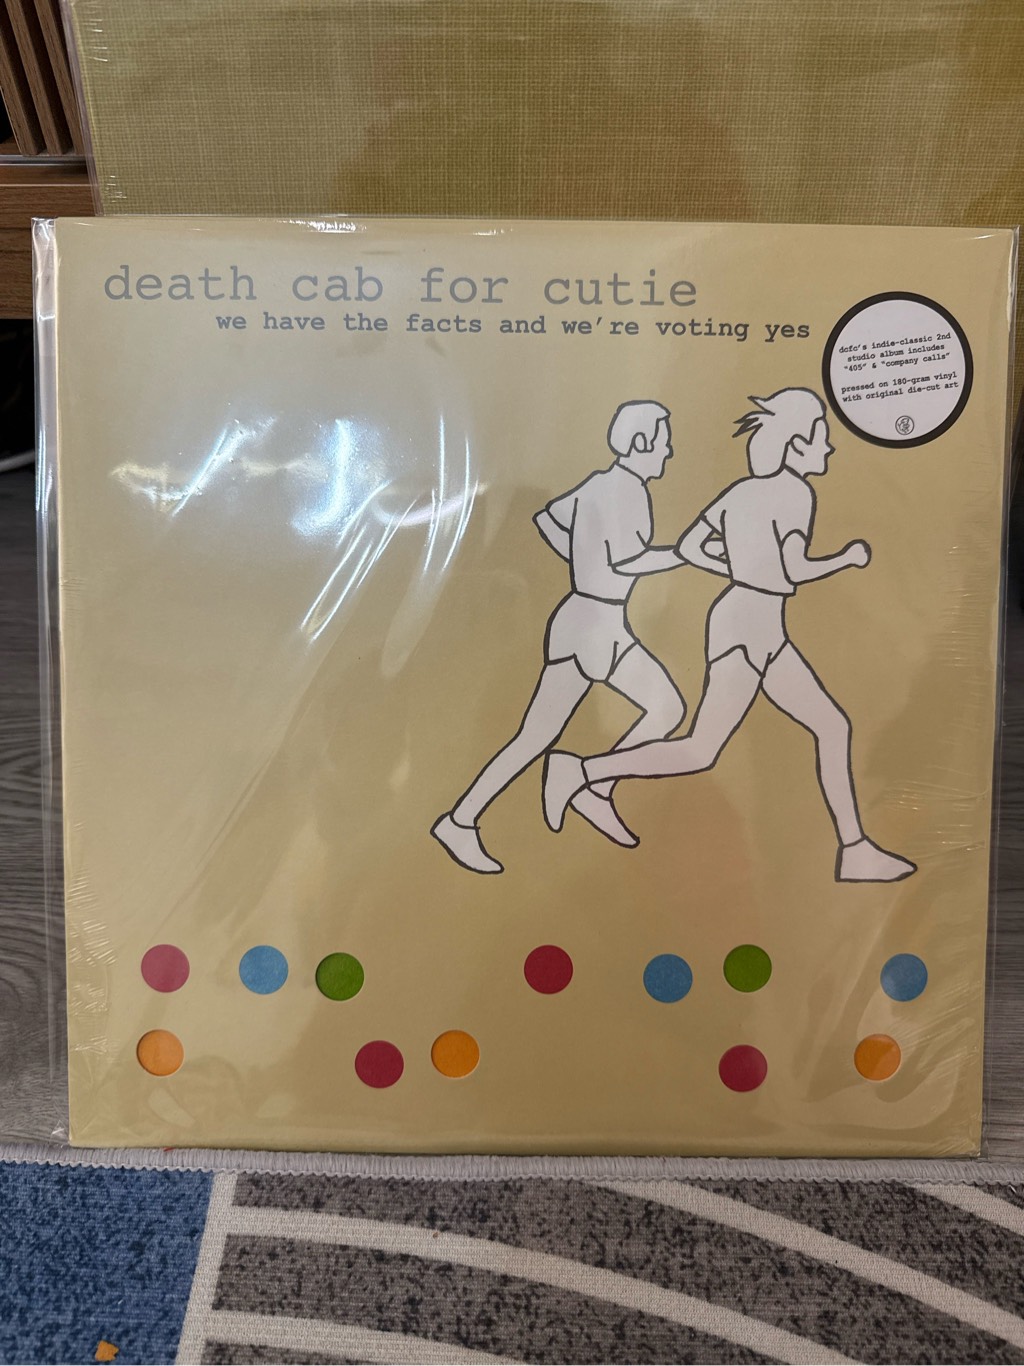 death cab for cutie
we have the facts and we're voting yes
dcfc's indie-classic 2nd
studio album includes
"405" & "company calls"
pressed on 180-gram vinyl
with original die-cut art